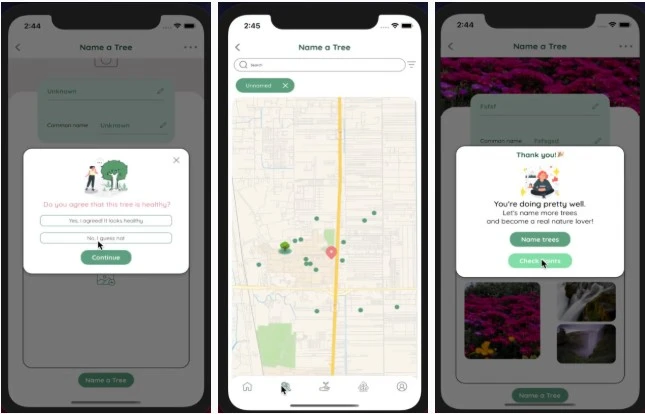 2:44
Name a Tree
Unknown
Common name Unknown
Do you agree that this tree is healthy?
Yes, I agreed! It looks healthy
No, I guess not
Continue
Name a Tree
2:45
Name a Tree
Unnamed
2:44
Name a Tree
Common name
Thank you!
You're doing pretty well.
Let's name more trees
and become a real nature lover!
Name trees
Check points
Name a Tree